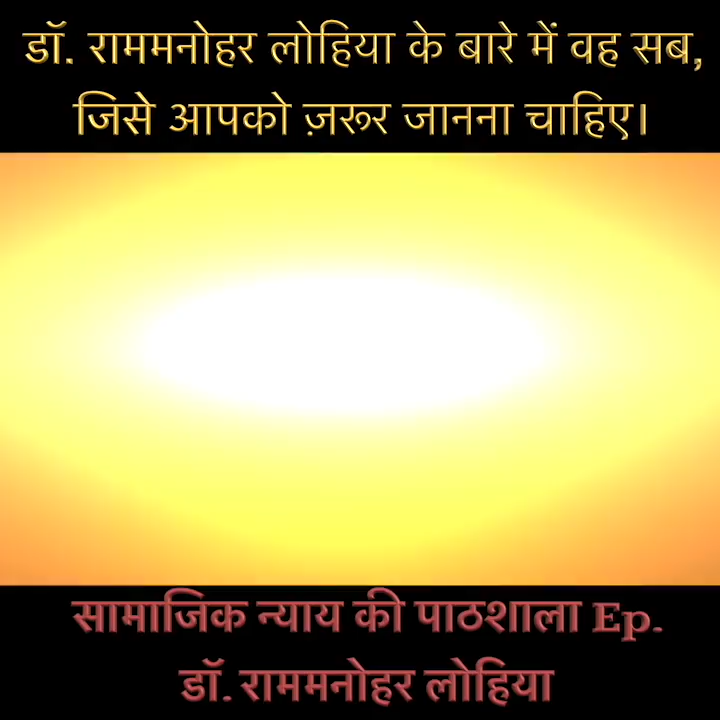 डॉ. राममनोहर लोहिया के बारे में वह सब,
जिसे आपको ज़रूर जानना चाहिए।
सामाजिक न्याय की पाठशाला Ep.
डॉ. राममनोहर लोहिया